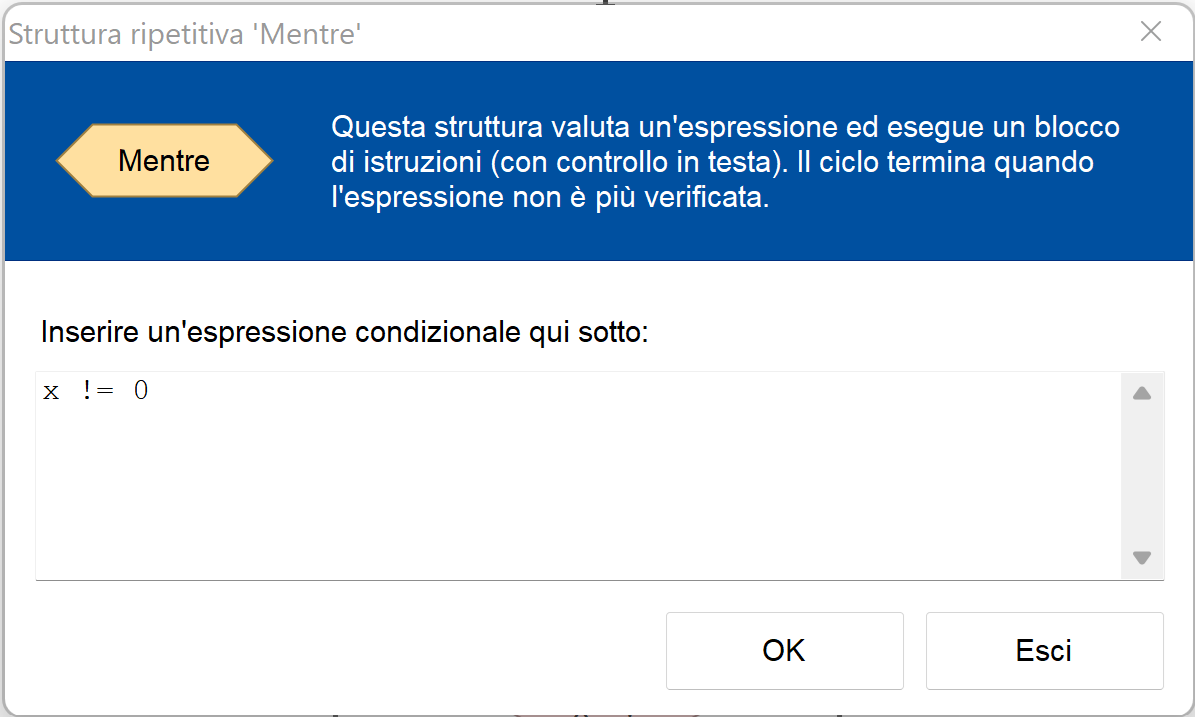 Struttura ripetitiva 'Mentre'
Mentre
Questa struttura valuta un'espressione ed esegue un blocco
di istruzioni (con controllo in testa). Il ciclo termina quando
l'espressione non è più verificata.
Inserire un'espressione condizionale qui sotto:
x != 0
OK
Esci